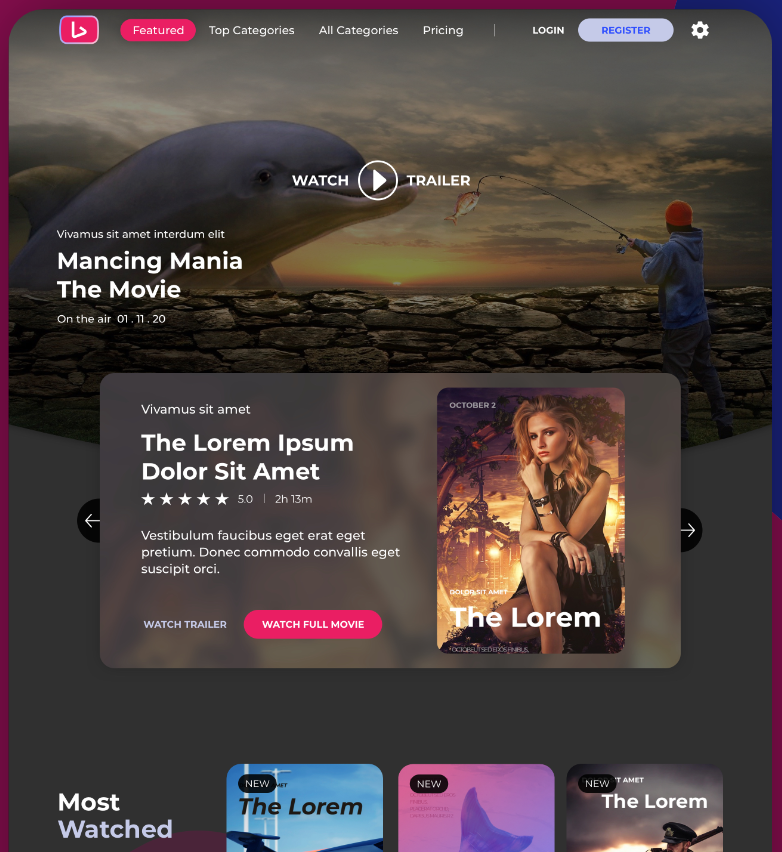 Featured
Top Categories
All Categories
Pricing
LOGIN
REGISTER
WATCH TRAILER
Vivamus sit amet interdum elit
Mancing Mania
The Movie
On the air 01 . 11 . 20
Vivamus sit amet
The Lorem Ipsum
Dolor Sit Amet
5.0 | 2h 13m
Vestibulum faucibus eget erat eget
pretium. Donec commodo convallis eget
suscipit orci.
WATCH TRAILER
WATCH FULL MOVIE
OCTOBER 2
DOLOR SIT AMET
The Lorem
Most
Watched
NEW
The Lorem
NEW
NEW
T AMET
The Lorem